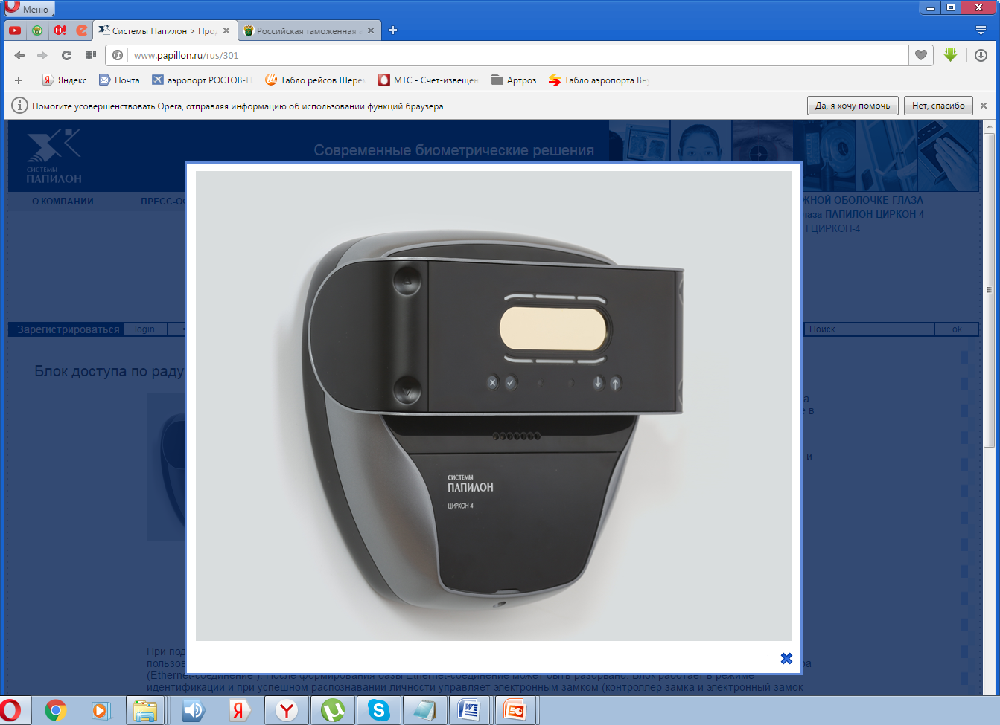 Меню
Системы Папилон > Про
Российская таможенная
www.papillon.ru/rus/301
Яндекс
Почта
аэропорт РОСТОВ-Н
Табло рейсов Шерем
МТС - Счет-извещен
Артроз
Табло аэропорта Вну
Помогите усовершенствовать Opera, отправляя информацию об использовании функций браузера
Да, я хочу помочь
Нет, спасибо
Современные биометрические решения
СИСТЕМЫ
ПАПИЛОН
О КОМПАНИИ
ПРЕСС-ОФ
ЖНОЙ ОБОЛОЧКЕ ГЛАЗА
глаза ПАПИЛОН ЦИРКОН-4
Н ЦИРКОН-4
Зарегистрироваться
login
Поиск
ok
Блок доступа по раду
а
е в
и
СИСТЕМЫ
ПАПИЛОН
ЦИРКОН 4
При под
пользов
ра
(Ethernet-соединение ). После формирования базы Ethernet-соединение может быть разорвано. Блок работает в режиме
идентификации и при успешном распознавании личности управляет электронным замком (контроллер замка и электронный замок